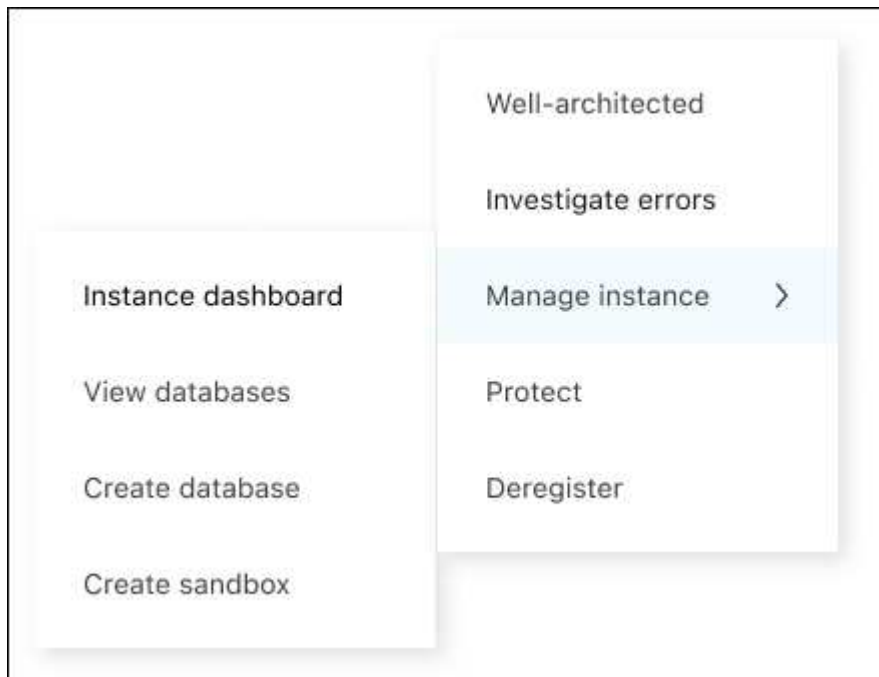 Well-architected
Investigate errors
Manage instance
Protect
Deregister
Instance dashboard
View databases
Create database
Create sandbox